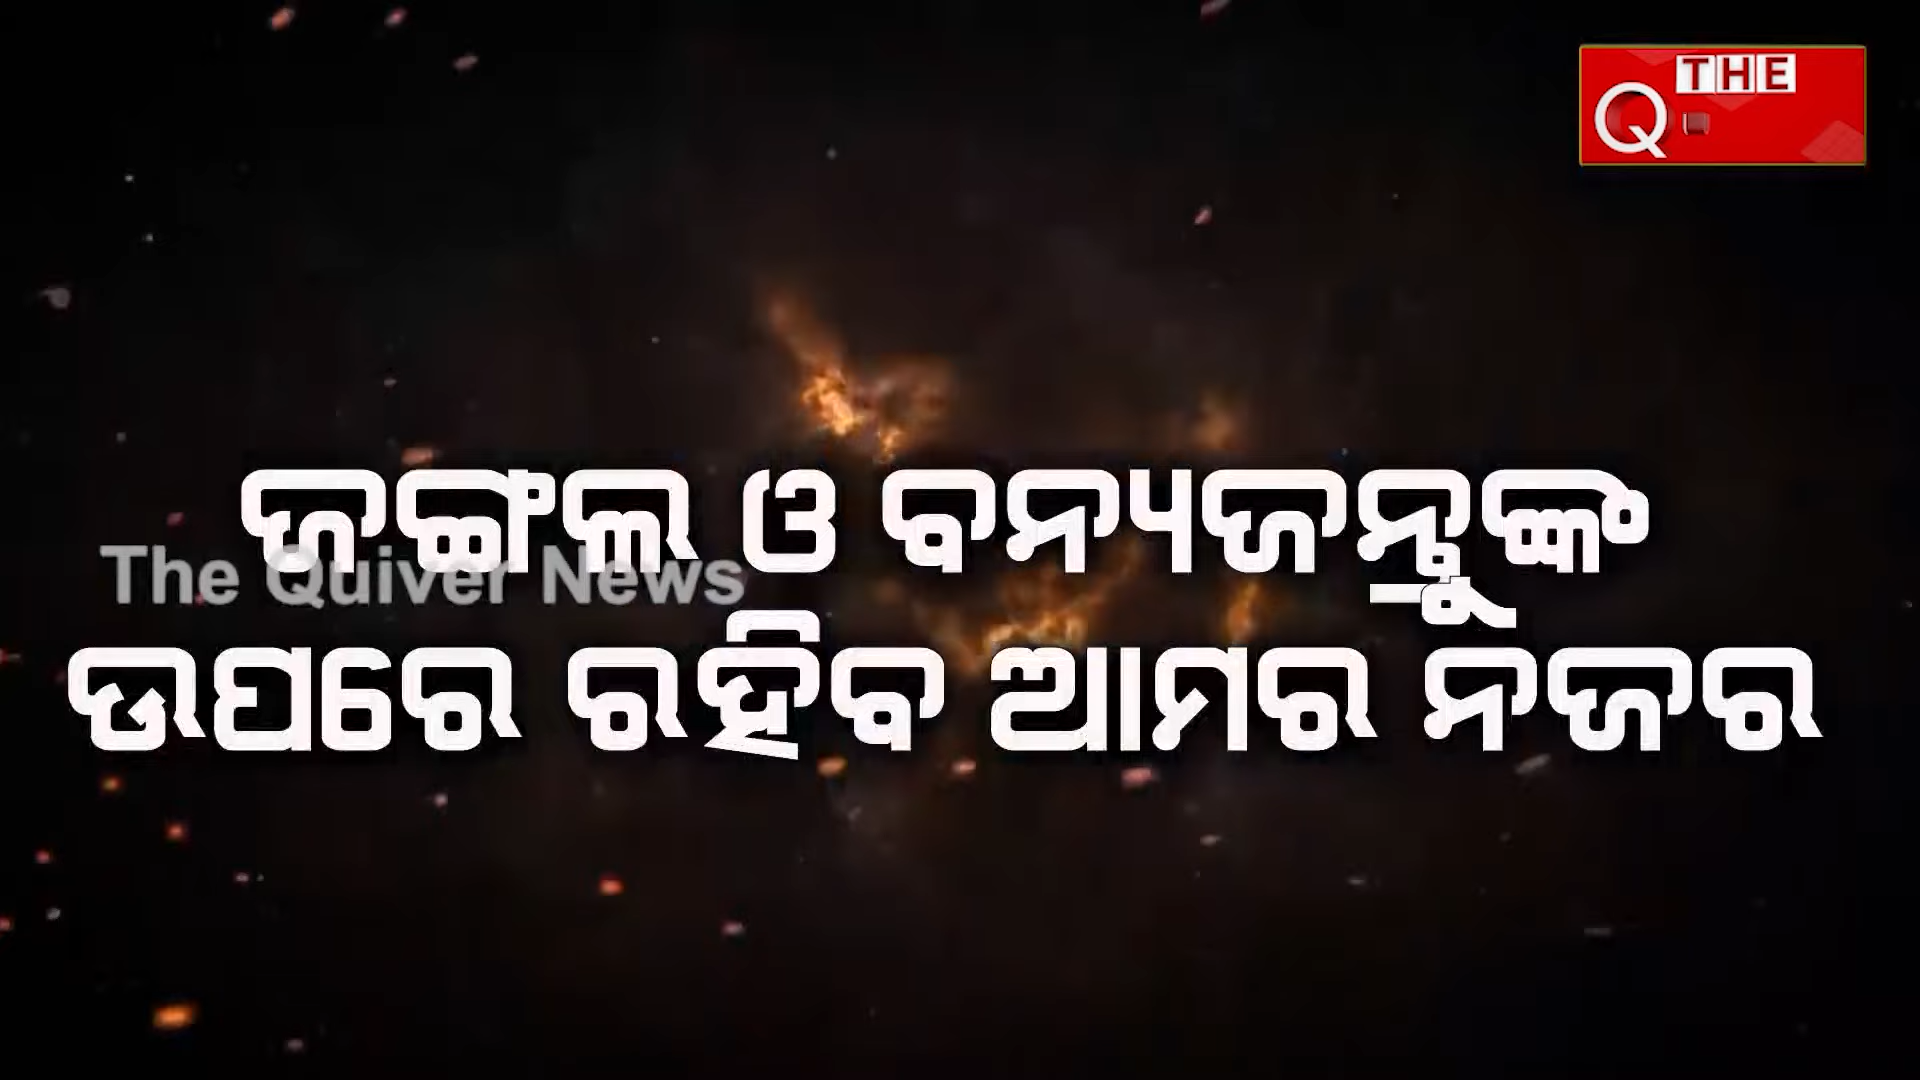 THE
Q
ଜଙ୍ଗଲ ଓ ବନ୍ୟଜନ୍ତୁଙ୍କ
The Quiver News
ଉପରେ ରହିବ ଆମର ନଜର